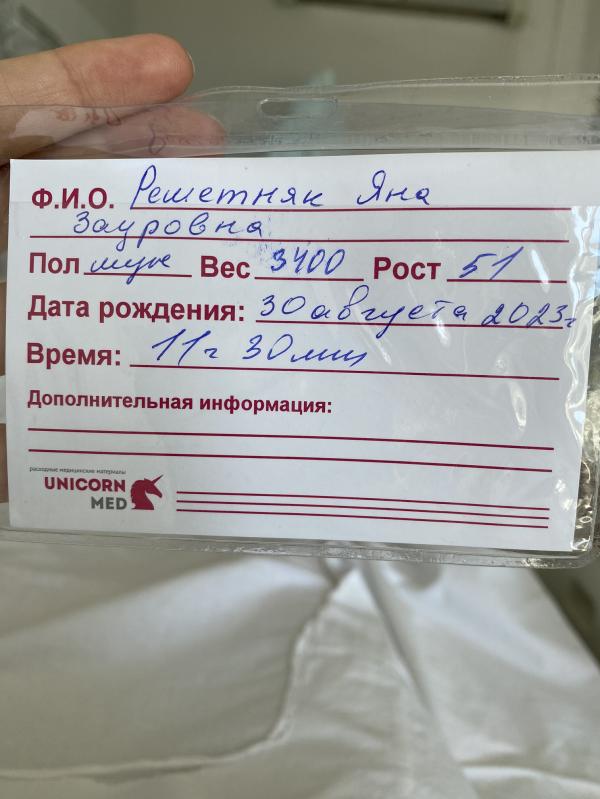 Ф.И.О. Решетняк Яна
Зауровна
Пол муж Вес 3400 Рост 51
Дата рождения: 30 августа 2023г
Время: 11ч 30мин
Дополнительная информация:
расходные медицинские материалы
UNICORN
MED